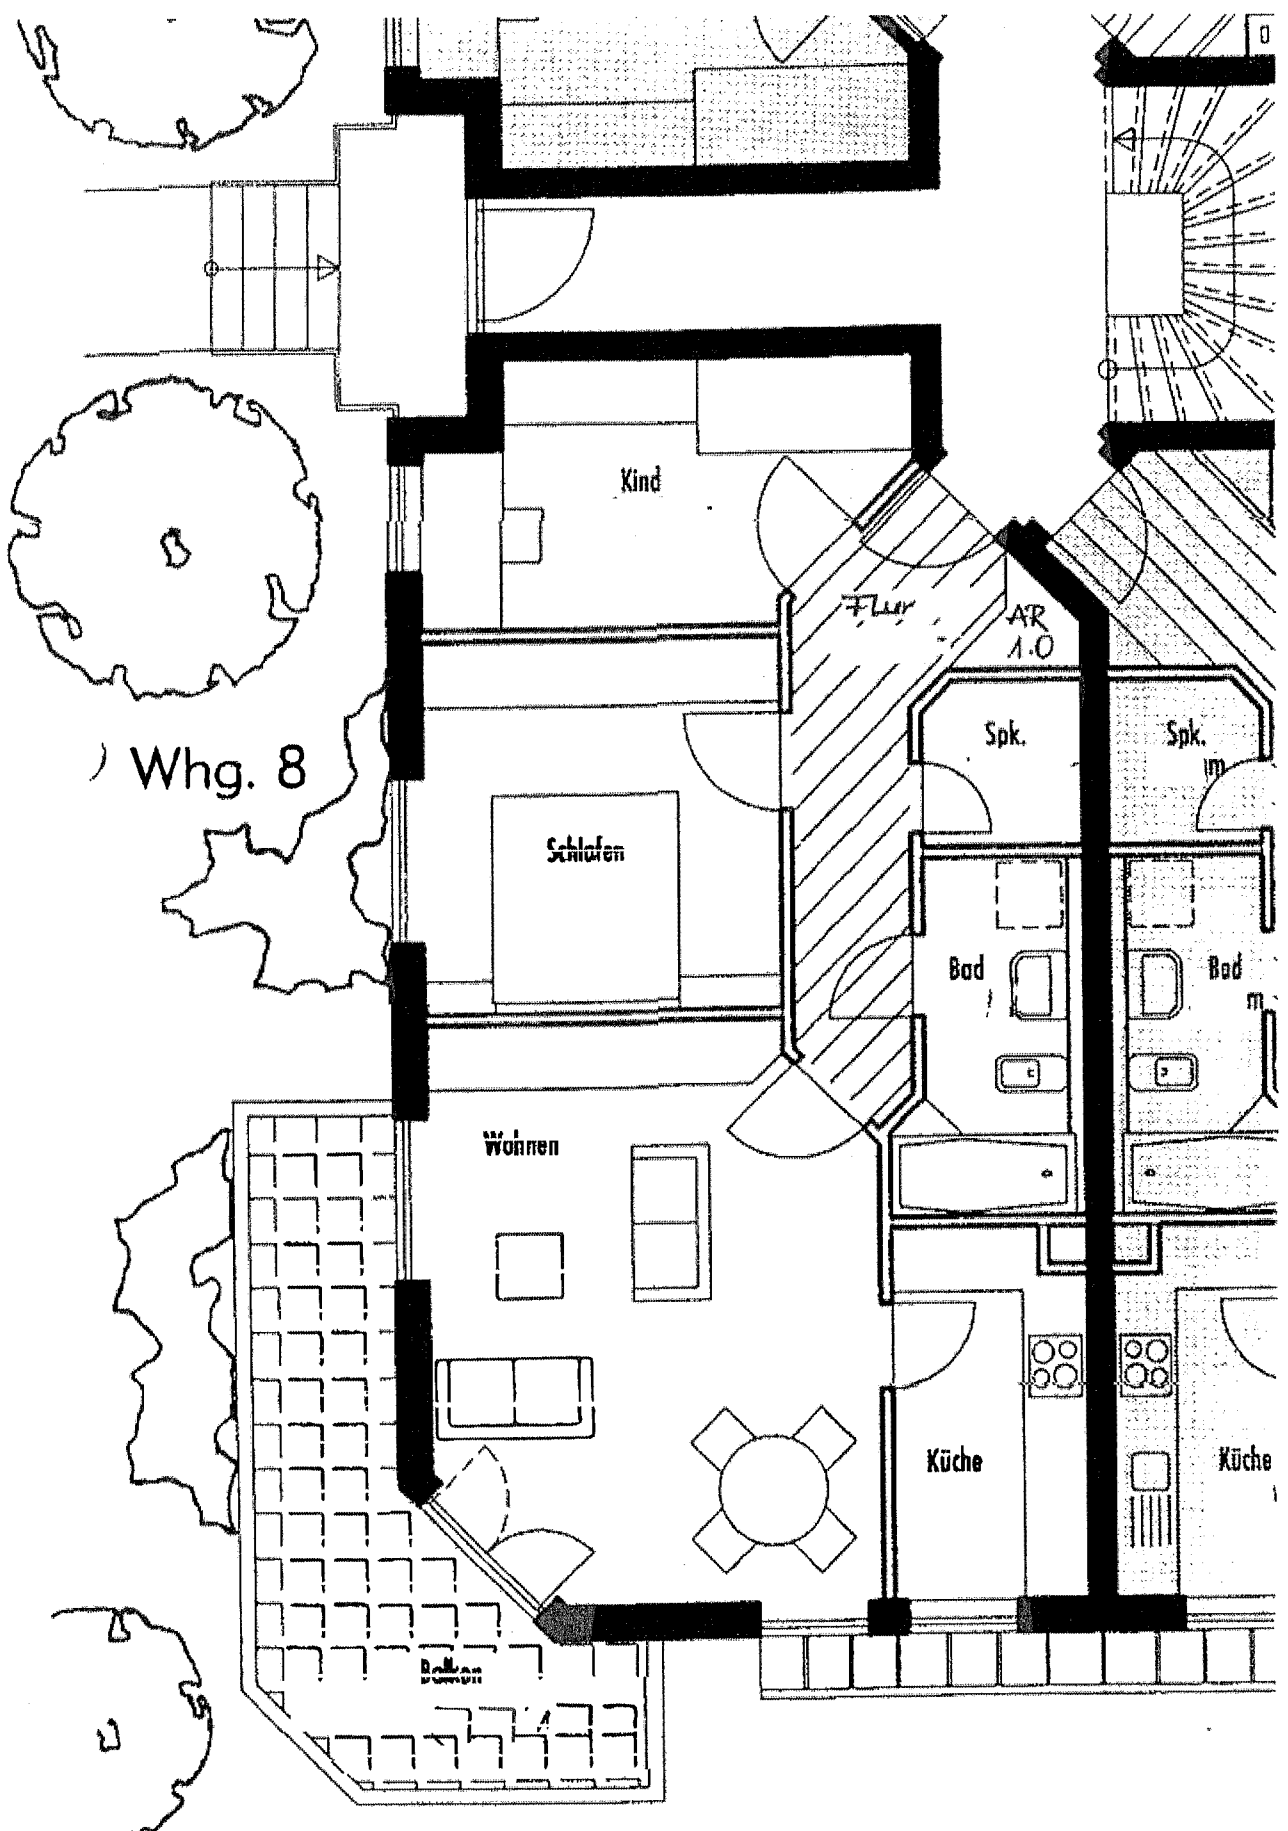 Kind
Flur
AR
1.0
Spk.
Spk.
m
Whg. 8
Schlafen
Bad
Bad
m
Wohnen
Küche
Küche
Balkon